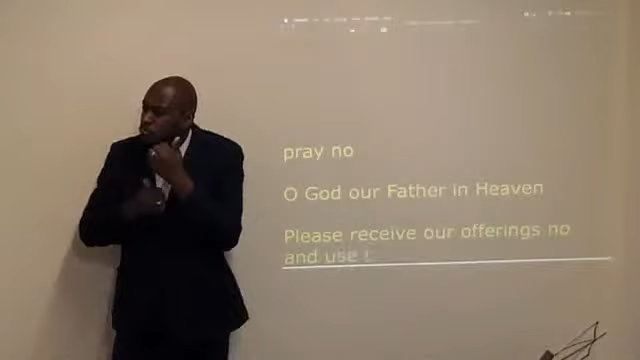 pray no
O God our Father in Heaven
Please receive our offerings no
and use